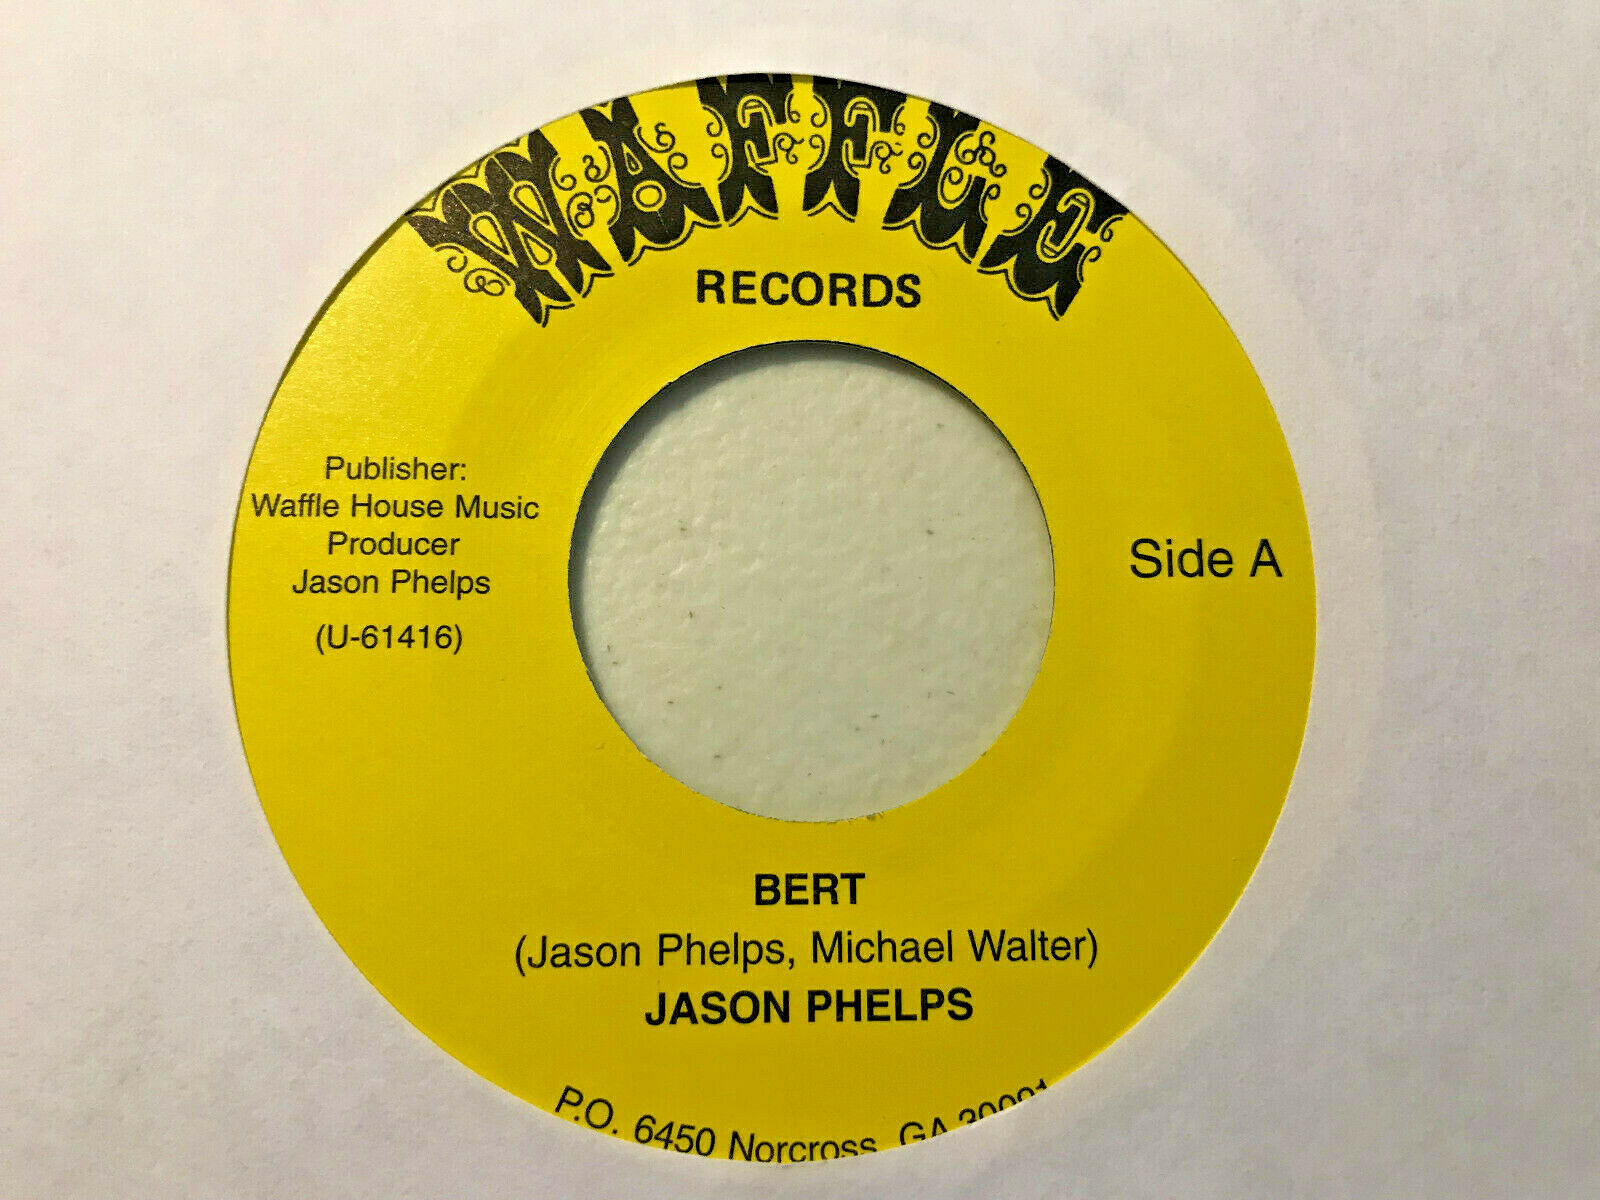 WAFFLE
RECORDS
Publisher:
Waffle House Music
Producer
Jason Phelps
(U-61416)
Side A
BERT
(Jason Phelps, Michael Walter)
JASON PHELPS
P.O. 6450 Norcross, GA 30091